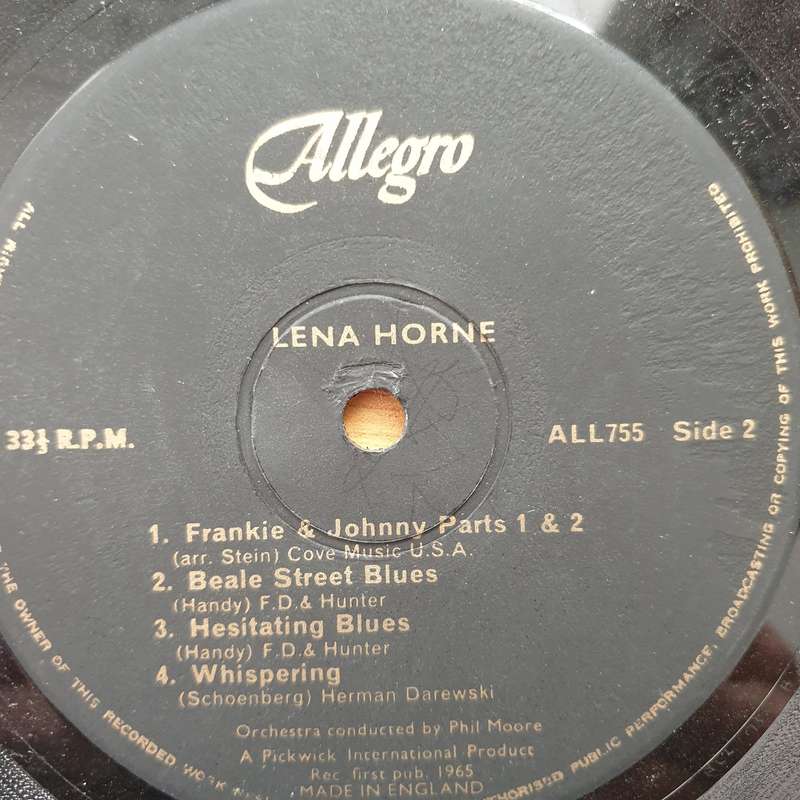 Allegro
LENA HORNE
33⅓ R.P.M.
ALL755 Side 2
1. Frankie & Johnny Parts 1 & 2
(arr. Stein) Cove Music U.S.A.
2. Beale Street Blues
(Handy) F.D.& Hunter
3. Hesitating Blues
(Handy) F.D.& Hunter
4. Whispering
(Schoenberg) Herman Darewski
Orchestra conducted by Phil Moore
A Pickwick International Product
Rec. first pub. 1965
MADE IN ENGLAND
THE OWNER OF THIS RECORDED WORK
PUBLIC PERFORMANCE, BROADCASTING OR COPYING OF THIS WORK PROHIBITED